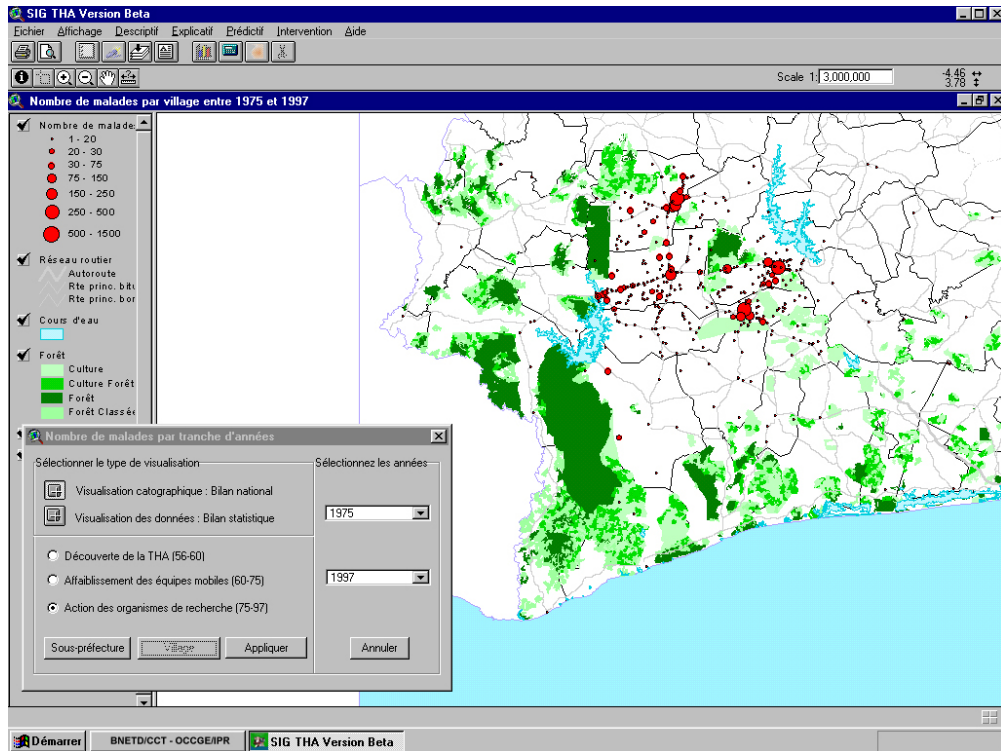 SIG THA Version Beta
Fichier Affichage Descriptif Explicatif Prédictif Intervention Aide
Scale 1: 3,000,000
-4.46
3.78
Nombre de malades par village entre 1975 et 1997
Nombre de malade
1 - 20
20 - 30
30 - 75
75 - 150
150 - 250
250 - 500
500 - 1500
Réseau routier
Autoroute
Rte princ. bitu
Rte princ. bor
Cours d'eau
Forêt
Culture
Culture Forêt
Forêt
Forêt Classée
Nombre de malades par tranche d'années
Sélectionner le type de visualisation
Sélectionnez les années
Visualisation catographique : Bilan national
Visualisation des données : Bilan statistique
1975
Découverte de la THA (56-60)
Affaiblissement des équipes mobiles (60-75)
1997
Action des organismes de recherche (75-97)
Sous-préfecture Village Appliquer Annuler
Démarrer BNETD/CCT - OCCGE/IPR SIG THA Version Beta